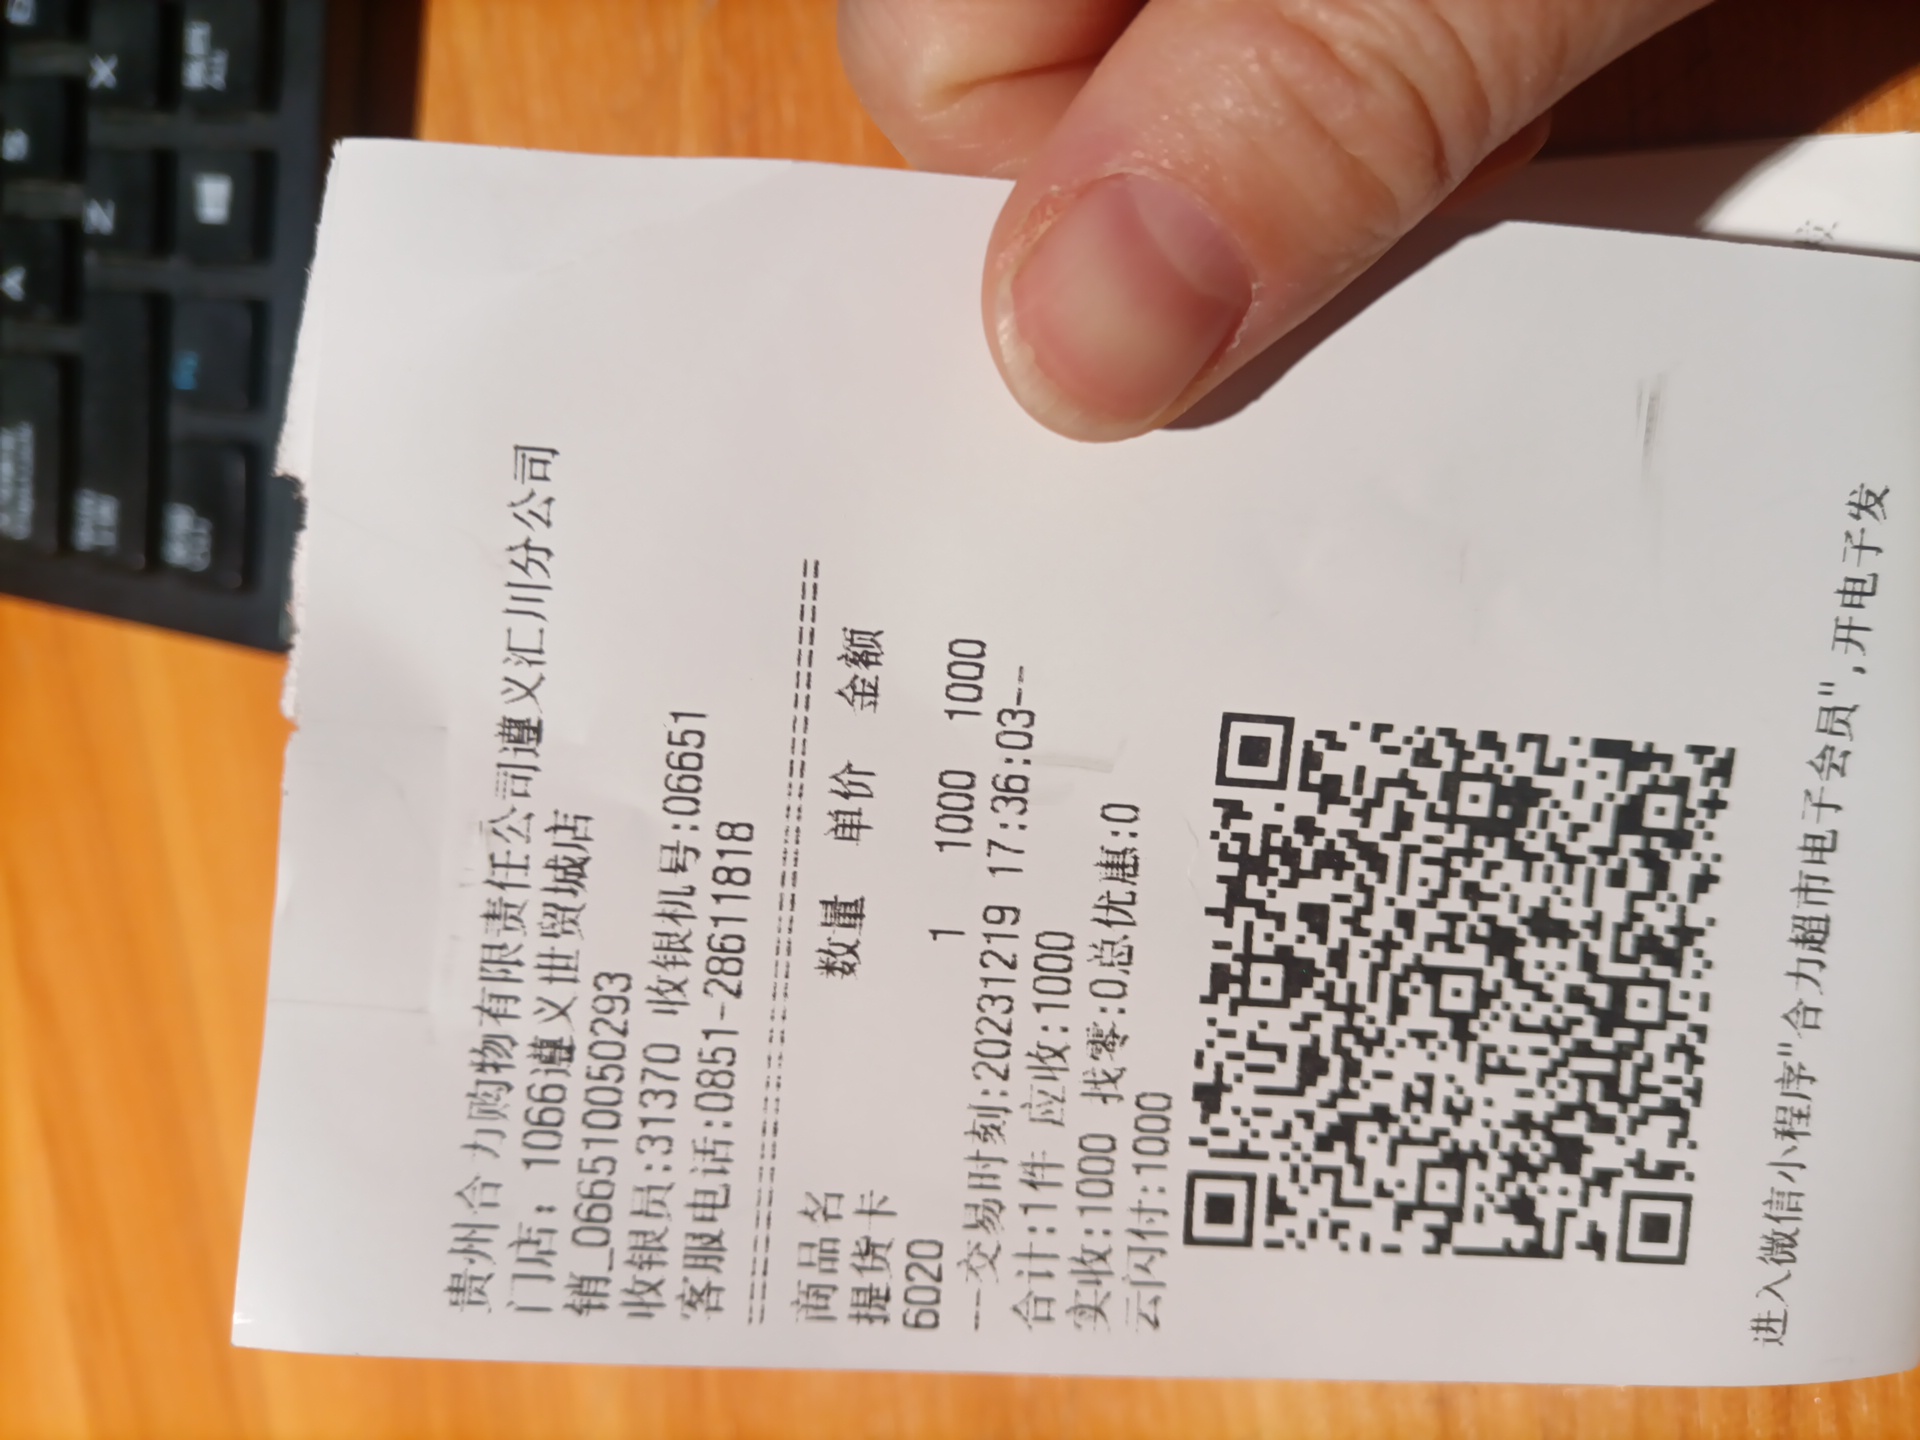 贵州合力购物有限责任公司遵义汇川分公司
门店：1066遵义世贸城店
销_066510050293
收银员:31370 收银机号:06651
客服电话:0851-28611818
==========================================
商品名 数量 单价 金额
提货卡
6020 1 1000 1000
---交易时刻:20231219 17:36:03--
合计:1件 应收:1000
实收:1000 找零:0总优惠:0
云闪付:1000
进入微信小程序"合力超市电子会员",开电子发
X
S
Z
A